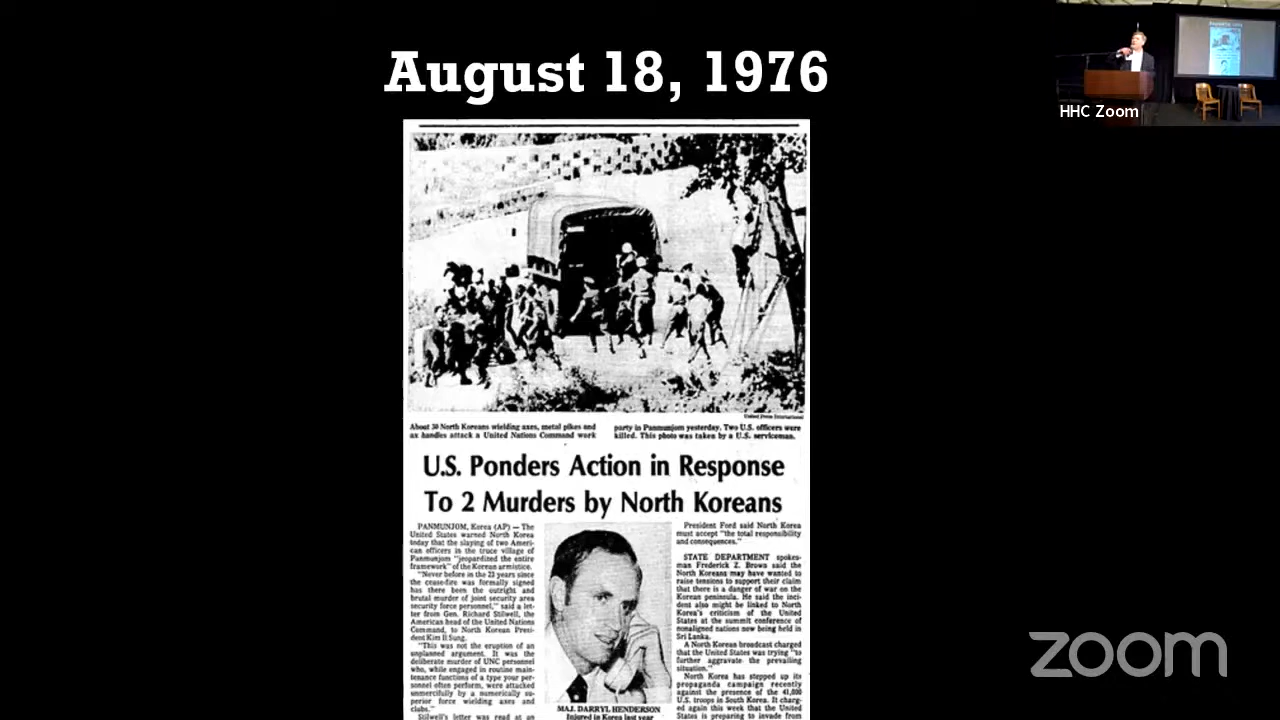 August 18, 1976
HHC Zoom
United Press International
About 30 North Koreans wielding axes, metal pikes and
ax handles attack a United Nations Command work
party in Panmunjom yesterday. Two U.S. officers were
killed. This photo was taken by a U.S. serviceman.
U.S. Ponders Action in Response
To 2 Murders by North Koreans
PANMUNJOM, Korea (AP) — The
United States warned North Korea
today that the slaying of two Ameri-
can officers in the truce village of
Panmunjom "jeopardized the entire
framework" of the Korean armistice.
"Never before in the 23 years since
the cease-fire was formally signed
has there been the outright and
brutal murder of joint security area
security force personnel," said a let-
ter from Gen. Richard Stilwell, the
American head of the United Nations
Command, to North Korean Presi-
dent Kim Il Sung.
"This was not the eruption of an
unplanned argument. It was the
deliberate murder of UNC personnel
who, while engaged in routine main-
tenance functions of a type your per-
sonnel often perform, were attacked
unmercifully by a numerically su-
perior force wielding axes and
clubs."
Stilwell's letter was read at an
MAJ. DARRYL HENDERSON
Injured in Korea last year
President Ford said North Korea
must accept "the total responsibility
and consequences."
STATE DEPARTMENT spokes-
man Frederick Z. Brown said the
North Koreans may have wanted to
raise tensions to support their claim
that there is a danger of war on the
Korean peninsula. He said the inci-
dent also might be linked to North
Korea's criticism of the United
States at the summit conference of
nonaligned nations now being held in
Sri Lanka.
A North Korean broadcast charged
that the United States was trying "to
further aggravate the prevailing
situation."
North Korea has stepped up its
propaganda campaign recently
against the presence of the 41,000
U.S. troops in South Korea. It charg-
ed again this week that the United
States is preparing to invade from
zoom